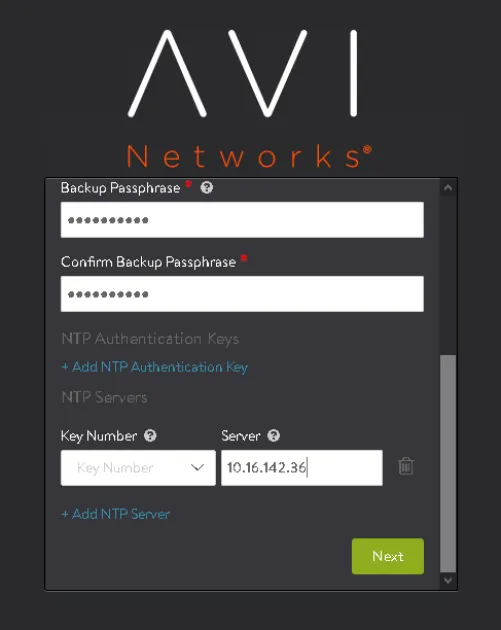 AVI
Networks®
Backup Passphrase * ?
••••••••••
Confirm Backup Passphrase *
••••••••••
NTP Authentication Keys
+ Add NTP Authentication Key
NTP Servers
Key Number ? Server ?
Key Number 10.16.142.36
+ Add NTP Server
Next